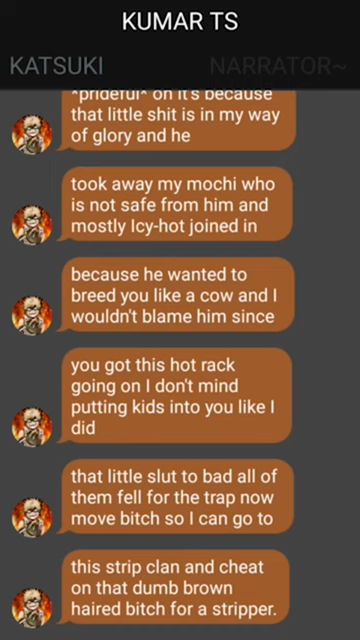 KUMAR TS
KATSUKI
NARRATOR~
*prideful* oh it's because
that little shit is in my way
of glory and he
took away my mochi who
is not safe from him and
mostly Icy-hot joined in
because he wanted to
breed you like a cow and I
wouldn't blame him since
you got this hot rack
going on I don't mind
putting kids into you like I
did
that little slut to bad all of
them fell for the trap now
move bitch so I can go to
this strip clan and cheat
on that dumb brown
haired bitch for a stripper.